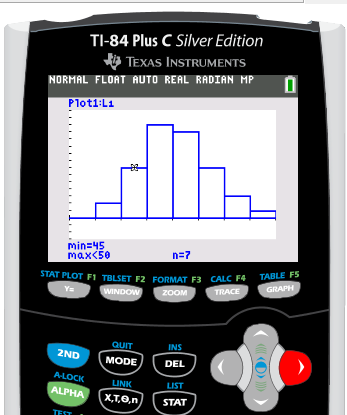 TI-84 Plus C Silver Edition
TEXAS INSTRUMENTS
NORMAL FLOAT AUTO REAL RADIAN MP
Plot1:L1
min=45
max<50 n=7
STAT PLOT F1 TBLSET F2 FORMAT F3 CALC F4 TABLE F5
Y= WINDOW ZOOM TRACE GRAPH
QUIT INS
2ND MODE DEL
A-LOCK LINK LIST
ALPHA X,T,Θ,n STAT